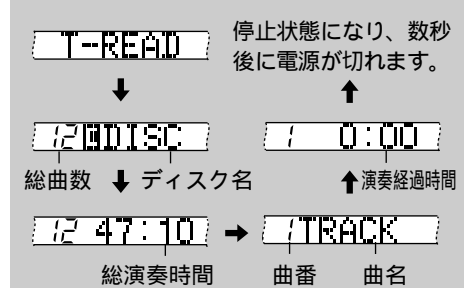 T-READ
停止状態になり、数秒
後に電源が切れます。
12 DISC
1 0:00
総曲数
ディスク名
演奏経過時間
12 47:10
1TRACK
総演奏時間
曲番
曲名